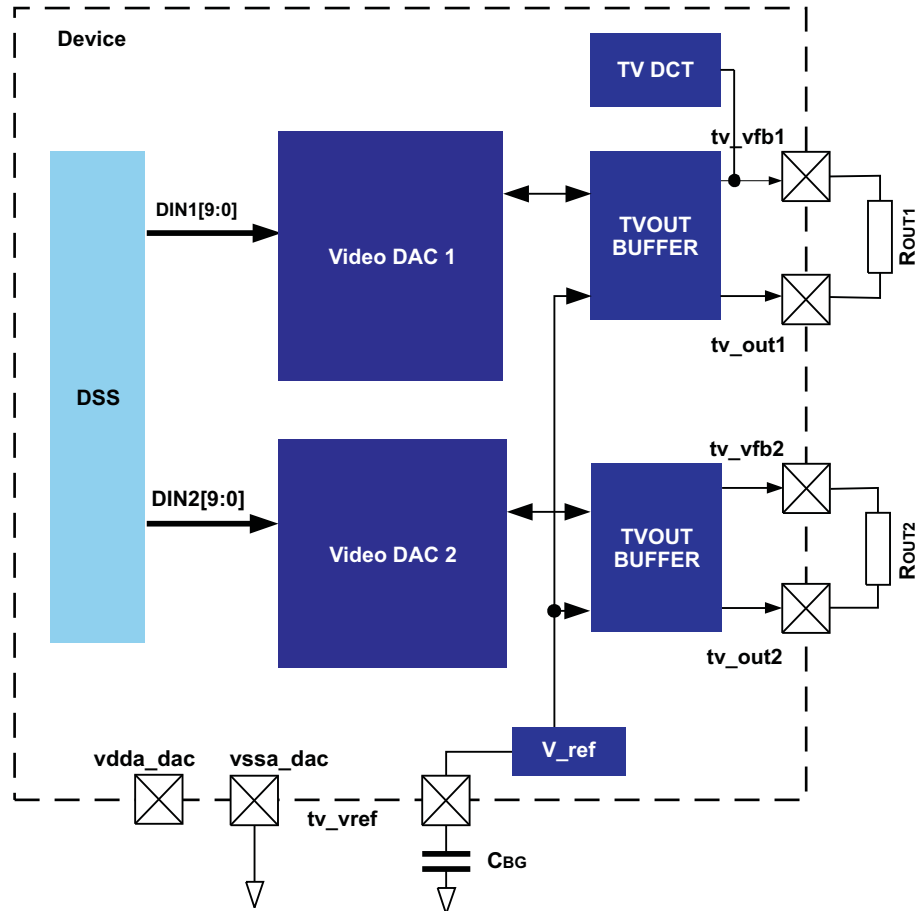 Device
TV DCT
tv_vfb1
DIN1[9:0]
Video DAC 1
TVOUT
BUFFER
ROUT1
tv_out1
DSS
tv_vfb2
DIN2[9:0]
Video DAC 2
TVOUT
BUFFER
ROUT2
tv_out2
V_ref
vdda_dac
vssa_dac
tv_vref
CBG